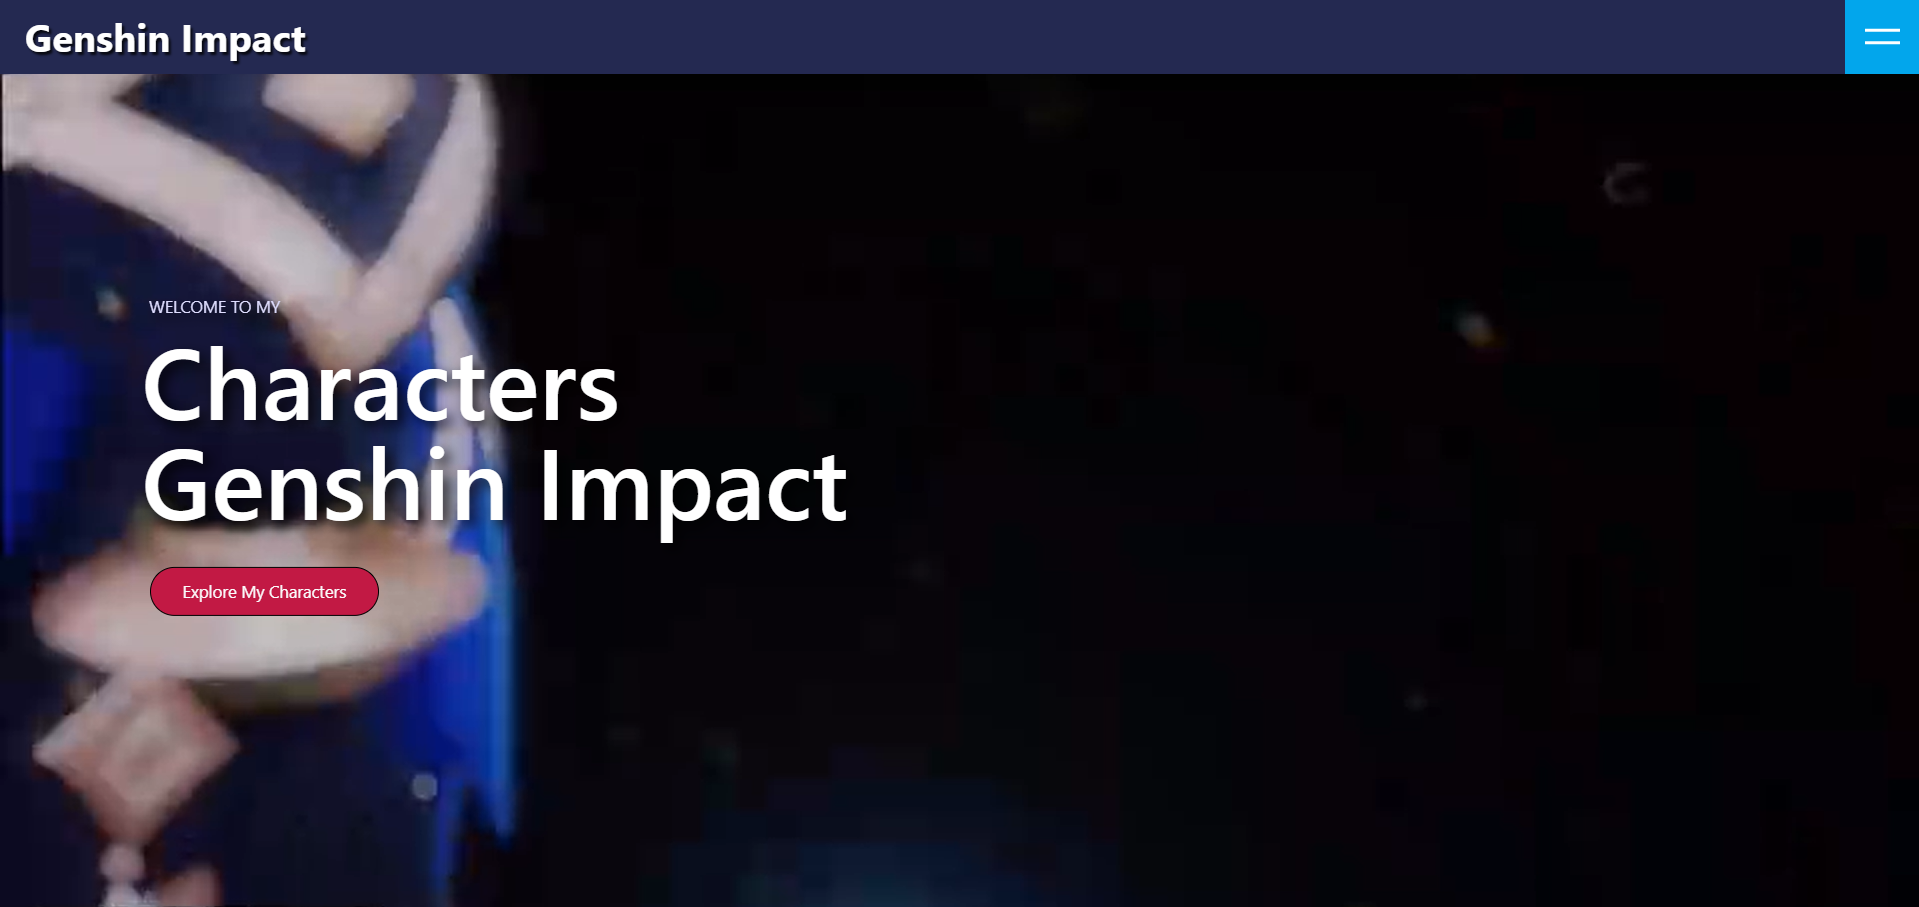 Genshin Impact
WELCOME TO MY
Characters
Genshin Impact
Explore My Characters